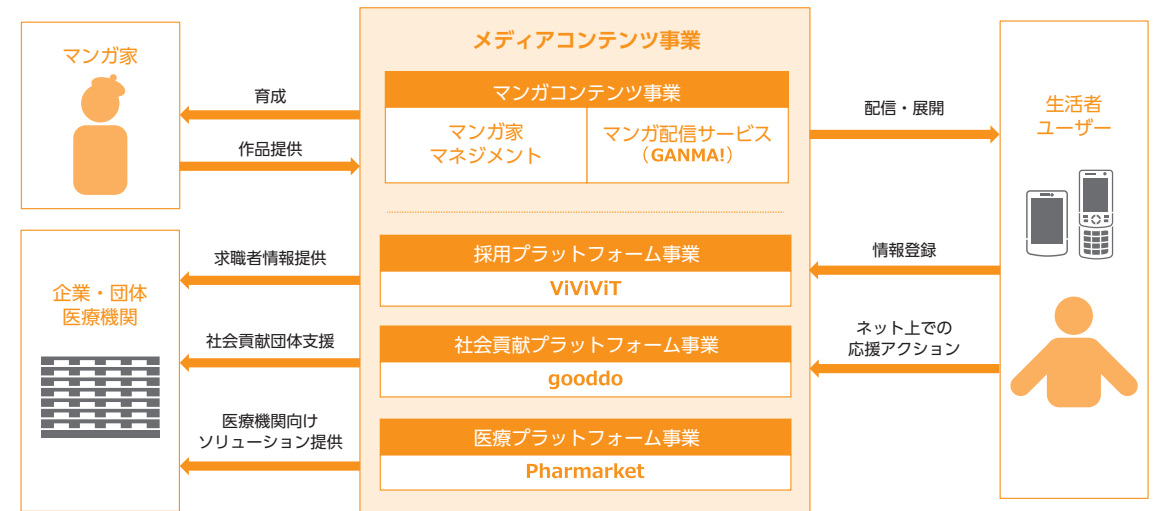 マンガ家
育成
作品提供
企業・団体
医療機関
求職者情報提供
社会貢献団体支援
医療機関向け
ソリューション提供
メディアコンテンツ事業
マンガコンテンツ事業
マンガ家
マネジメント
マンガ配信サービス
（GANMA!）
採用プラットフォーム事業
ViViViT
社会貢献プラットフォーム事業
gooddo
医療プラットフォーム事業
Pharmarket
配信・展開
情報登録
ネット上での
応援アクション
生活者
ユーザー